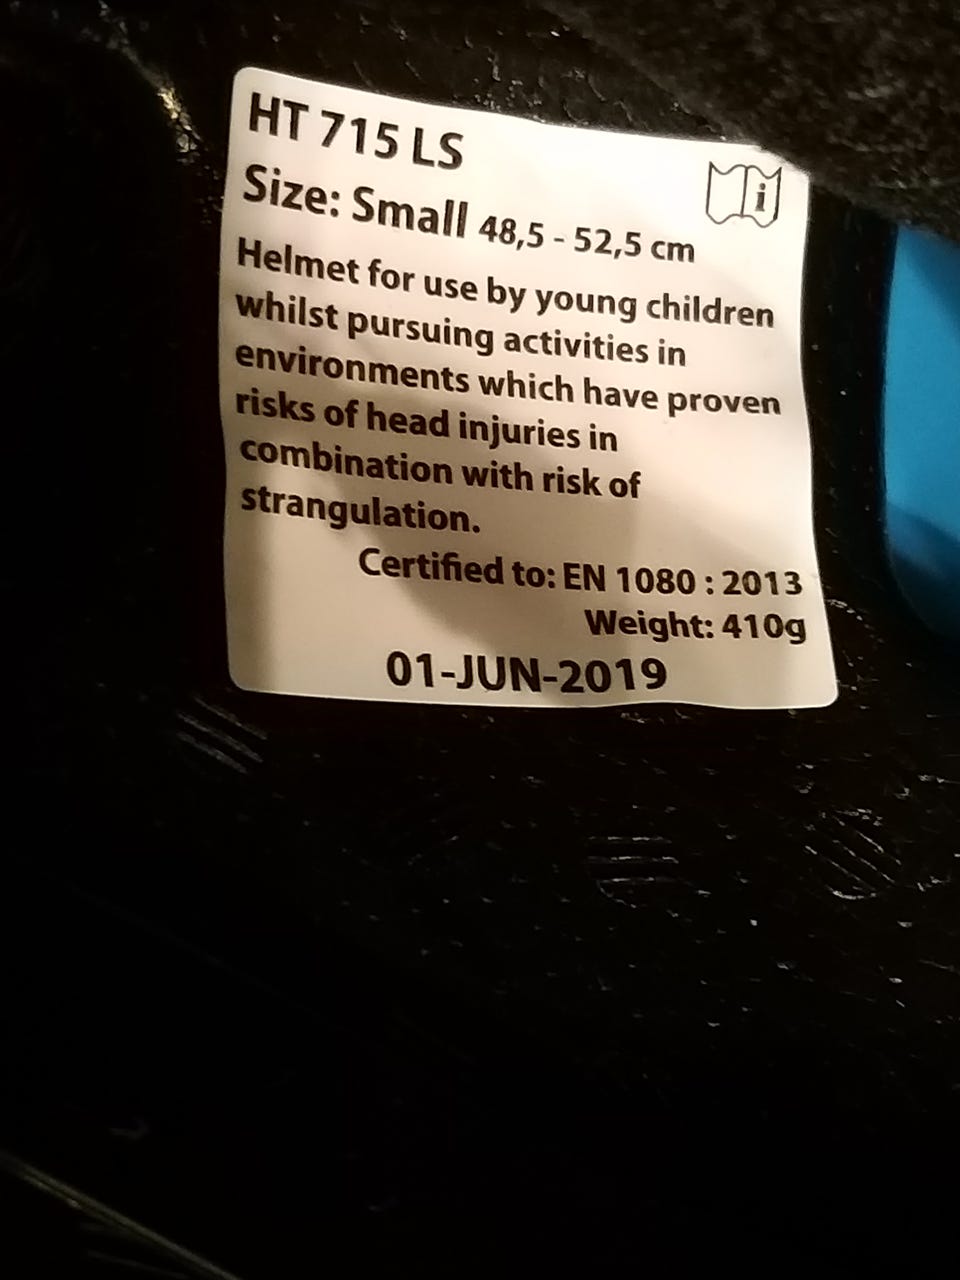 HT 715 LS
i
Size: Small 48,5 - 52,5 cm
Helmet for use by young children
whilst pursuing activities in
environments which have proven
risks of head injuries in
combination with risk of
strangulation.
Certified to: EN 1080 : 2013
Weight: 410g
01-JUN-2019